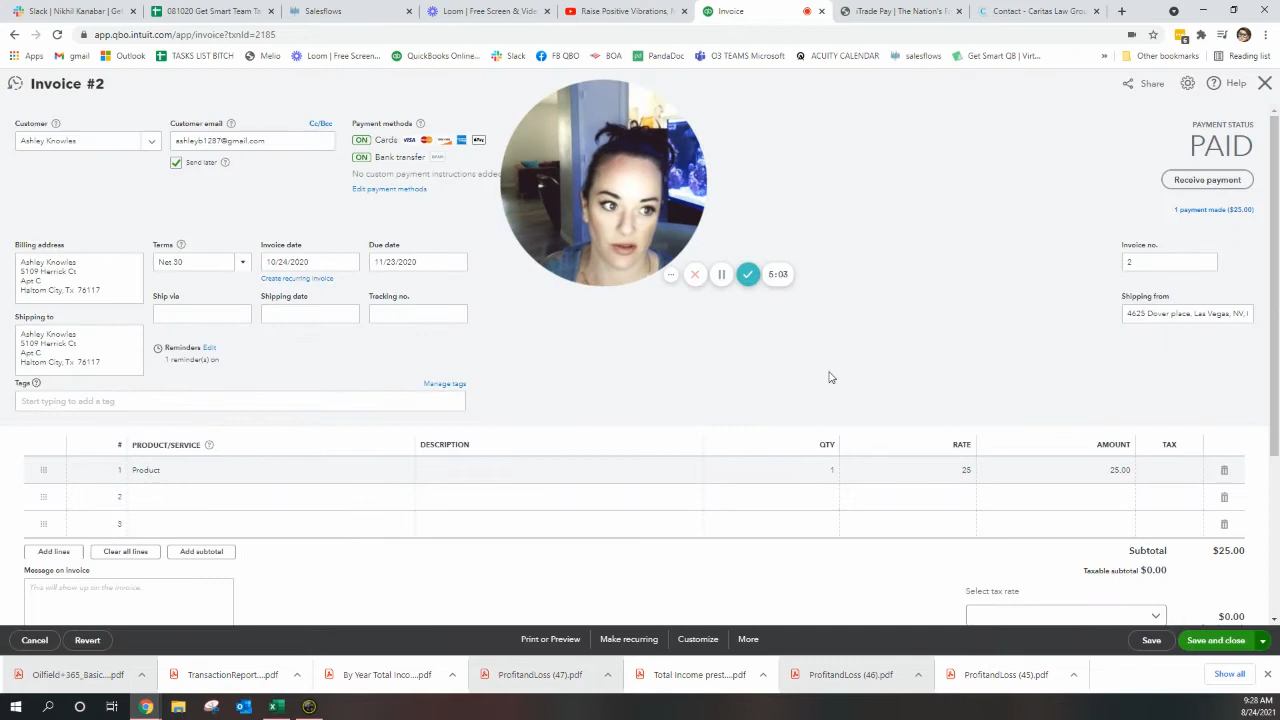 Slack | Nikhil Kanabar | Get
081020 Get Smart Team Ta
Salesflows
Loom | Free Screen & Video
Raise Positive Vibrations,
Invoice
iTrade Pay | The Nation's
Contact - Caritas Law Grou
app.qbo.intuit.com/app/invoice?txnId=2185
Apps
Gmail
Outlook
TASKS LIST BITCH
Melio
Loom | Free Screen...
QuickBooks Online...
FB QBO
BOA
PandaDoc
O3 TEAMS Microsoft
ACUITY CALENDAR
salesflows
Get Smart QB | Virt...
»
Other bookmarks
Reading list
Invoice #2
Share
Help
Customer
Customer email
Cc/Bcc
Payment methods
PAYMENT STATUS
Ashley Knowles
ashleyb1287@gmail.com
ON Cards VISA
PAID
Send later
ON Bank transfer BANK
No custom payment instructions added
Edit payment methods
Receive payment
1 payment made ($25.00)
Billing address
Terms
Invoice date
Due date
Invoice no.
Ashley Knowles
5109 Herrick Ct
Apt C
Haltom City, Tx 76117
Net 30
10/24/2020
11/23/2020
2
Create recurring invoice
5:03
Ship via
Shipping date
Tracking no.
Shipping from
4625 Dover place, Las Vegas, NV,
Shipping to
Ashley Knowles
5109 Herrick Ct
Apt C
Haltom City, Tx 76117
Reminders Edit
1 reminder(s) on
Tags
Manage tags
Start typing to add a tag
# PRODUCT/SERVICE DESCRIPTION QTY RATE AMOUNT TAX
1 Product 1 25 25.00
2
3
Add lines
Clear all lines
Add subtotal
Subtotal $25.00
Message on invoice
Taxable subtotal $0.00
This will show up on the invoice.
Select tax rate
$0.00
Cancel
Revert
Print or Preview
Make recurring
Customize
More
Save
Save and close
Oilfield+365_Basic....pdf
TransactionReport....pdf
By Year Total Inco....pdf
ProfitandLoss (47).pdf
Total Income prest....pdf
ProfitandLoss (46).pdf
ProfitandLoss (45).pdf
Show all
9:28 AM
8/24/2021